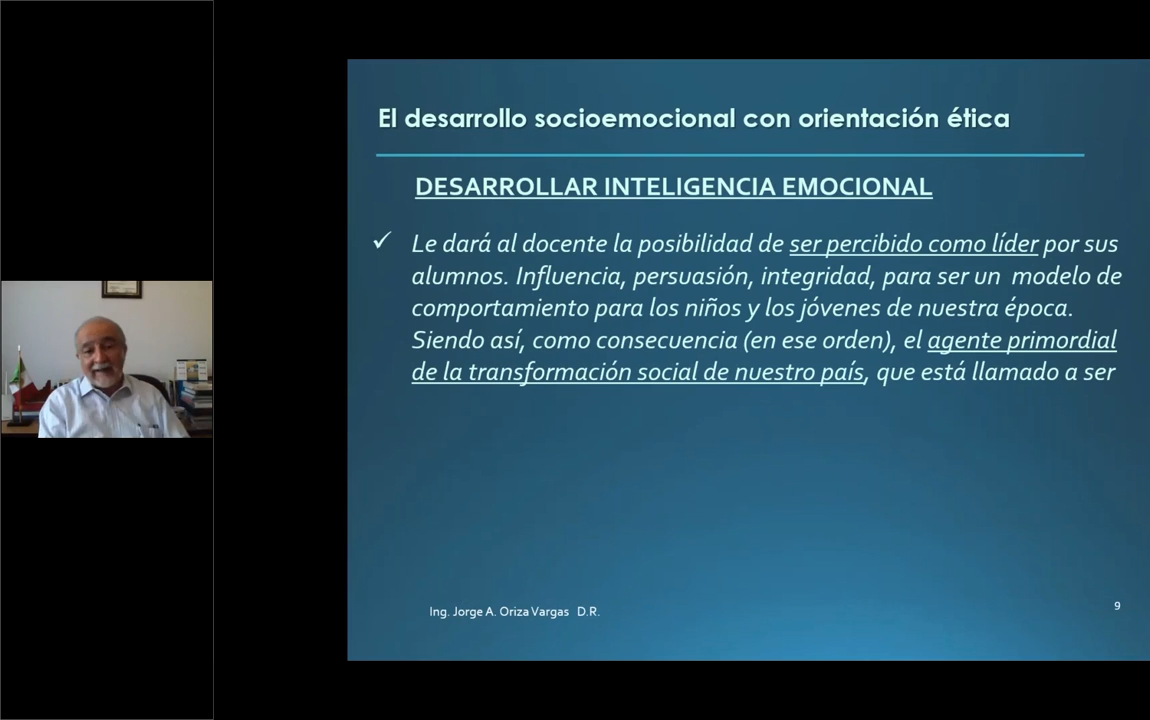 El desarrollo socioemocional con orientación ética
DESARROLLAR INTELIGENCIA EMOCIONAL
✓ Le dará al docente la posibilidad de ser percibido como líder por sus
alumnos. Influencia, persuasión, integridad, para ser un modelo de
comportamiento para los niños y los jóvenes de nuestra época.
Siendo así, como consecuencia (en ese orden), el agente primordial
de la transformación social de nuestro país, que está llamado a ser
Ing. Jorge A. Oriza Vargas D.R.
9